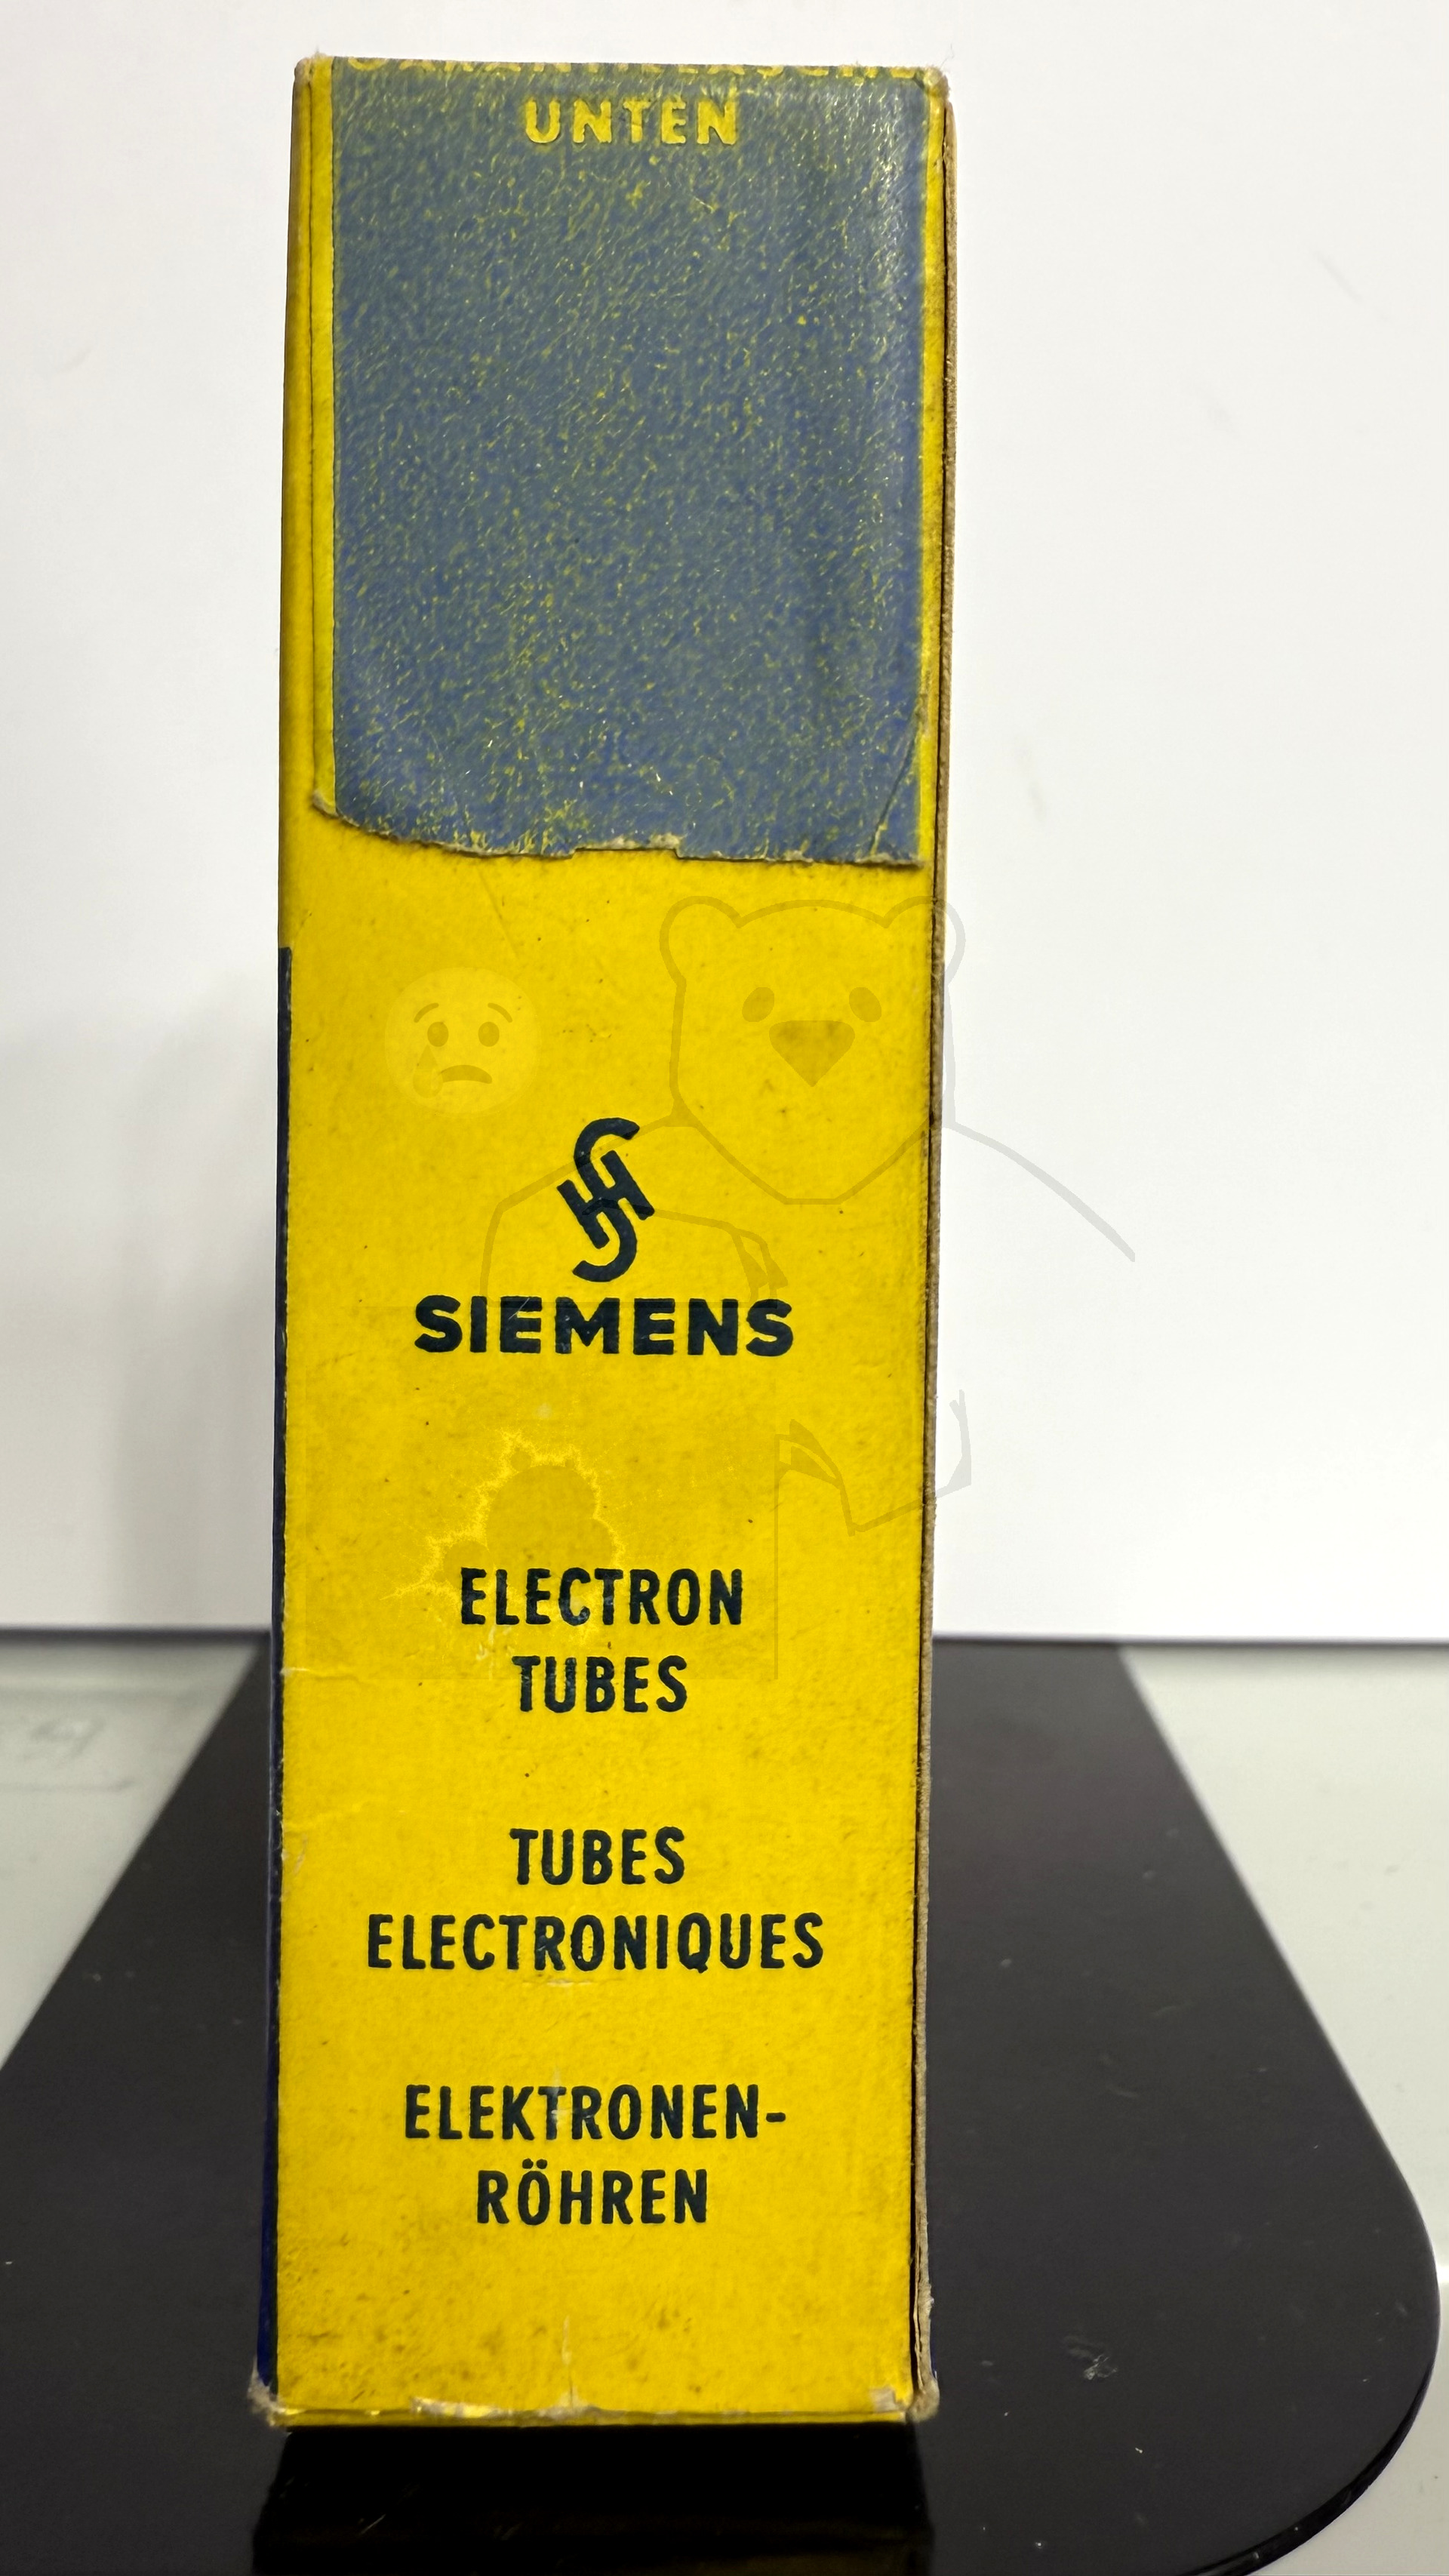 UNTEN
SIEMENS
ELECTRON
TUBES
TUBES
ELECTRONIQUES
ELEKTRONEN-
RÖHREN